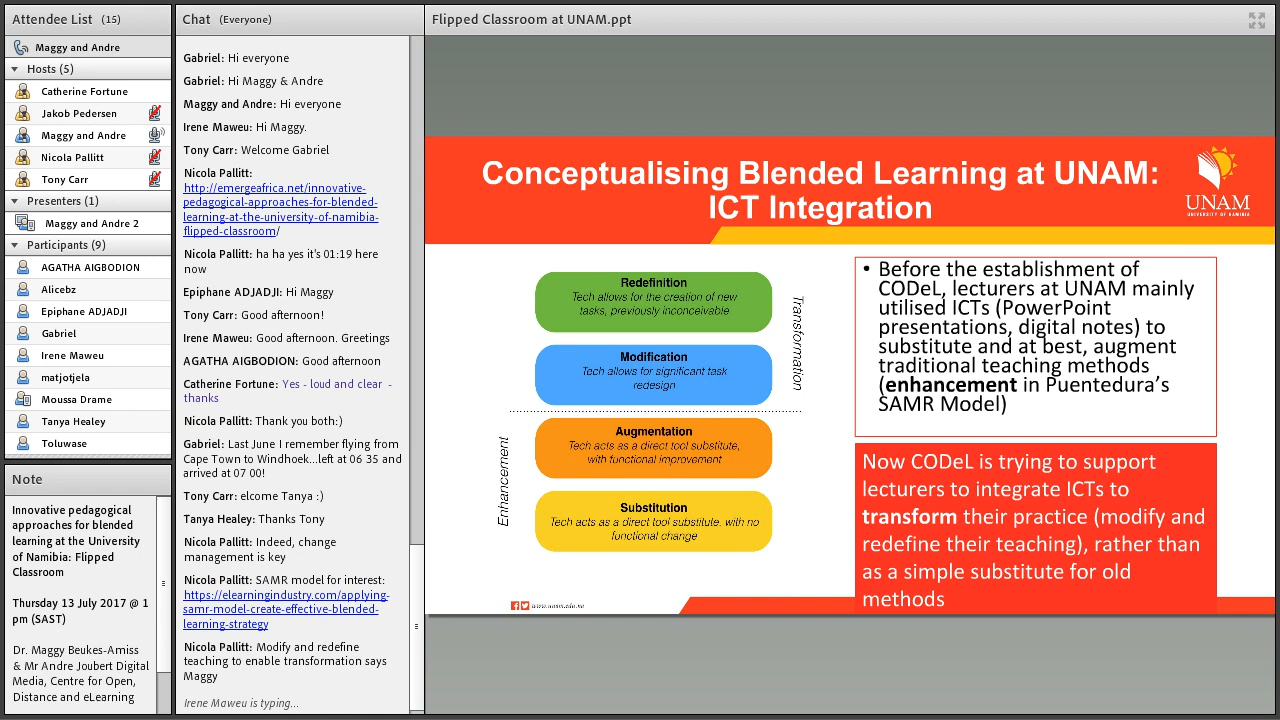 Attendee List (15)
Maggy and Andre
Hosts (5)
Catherine Fortune
Jakob Pedersen
Maggy and Andre
Nicola Pallitt
Tony Carr
Presenters (1)
Maggy and Andre 2
Participants (9)
AGATHA AIGBODION
Alicebz
Epiphane ADJADJI
Gabriel
Irene Maweu
matjotjela
Moussa Drame
Tanya Healey
Toluwase
Note
Innovative pedagogical
approaches for blended
learning at the University
of Namibia: Flipped
Classroom
Thursday 13 July 2017 @ 1
pm (SAST)
Dr. Maggy Beukes-Amiss
& Mr Andre Joubert Digital
Media, Centre for Open,
Distance and eLearning
Chat (Everyone)
Gabriel: Hi everyone
Gabriel: Hi Maggy & Andre
Maggy and Andre: Hi everyone
Irene Maweu: Hi Maggy.
Tony Carr: Welcome Gabriel
Nicola Pallitt:
http://emergeafrica.net/innovative-
pedagogical-approaches-for-blended-
learning-at-the-university-of-namibia-
flipped-classroom/
Nicola Pallitt: ha ha yes it's 01:19 here
now
Epiphane ADJADJI: Hi Maggy
Tony Carr: Good afternoon!
Irene Maweu: Good afternoon. Greetings
AGATHA AIGBODION: Good afternoon
Catherine Fortune: Yes - loud and clear -
thanks
Nicola Pallitt: Thank you both:)
Gabriel: Last June I remember flying from
Cape Town to Windhoek...left at 06 35 and
arrived at 07 00!
Tony Carr: elcome Tanya :)
Tanya Healey: Thanks Tony
Nicola Pallitt: Indeed, change
management is key
Nicola Pallitt: SAMR model for interest:
https://elearningindustry.com/applying-
samr-model-create-effective-blended-
learning-strategy
Nicola Pallitt: Modify and redefine
teaching to enable transformation says
Maggy
Irene Maweu is typing...
Flipped Classroom at UNAM.ppt
Conceptualising Blended Learning at UNAM:
ICT Integration
UNAM
UNIVERSITY OF NAMIBIA
Redefinition
Tech allows for the creation of new
tasks, previously inconceivable
Modification
Tech allows for significant task
redesign
Transformation
Augmentation
Tech acts as a direct tool substitute,
with functional improvement
Substitution
Tech acts as a direct tool substitute, with no
functional change
Enhancement
• Before the establishment of
CODeL, lecturers at UNAM mainly
utilised ICTs (PowerPoint
presentations, digital notes) to
substitute and at best, augment
traditional teaching methods
(enhancement in Puentedura's
SAMR Model)
Now CODeL is trying to support
lecturers to integrate ICTs to
transform their practice (modify and
redefine their teaching), rather than
as a simple substitute for old
methods
www.unam.edu.na